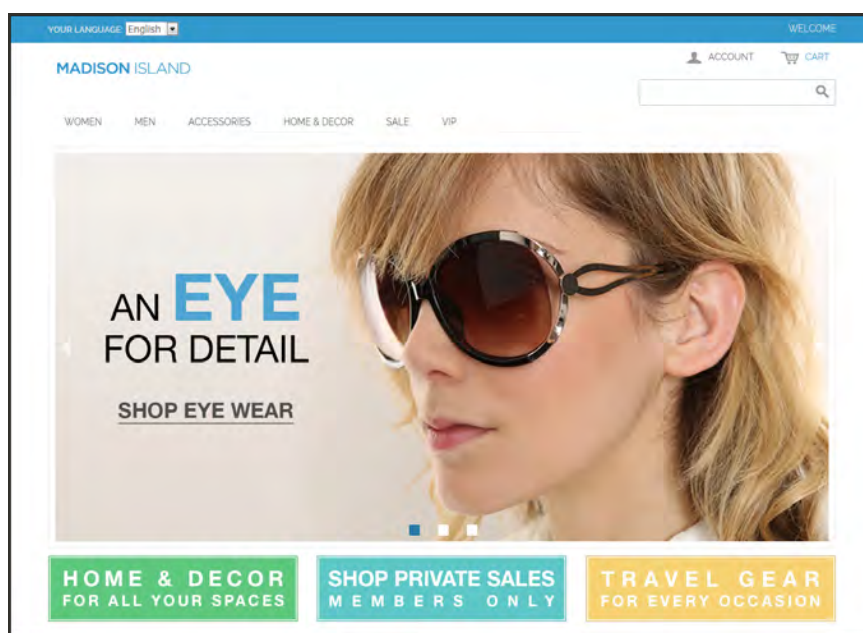 YOUR LANGUAGE: English WELCOME
ACCOUNT CART
MADISON ISLAND
WOMEN MEN ACCESSORIES HOME & DECOR SALE VIP
AN EYE
FOR DETAIL
SHOP EYE WEAR
HOME & DECOR
FOR ALL YOUR SPACES
SHOP PRIVATE SALES
MEMBERS ONLY
TRAVEL GEAR
FOR EVERY OCCASION